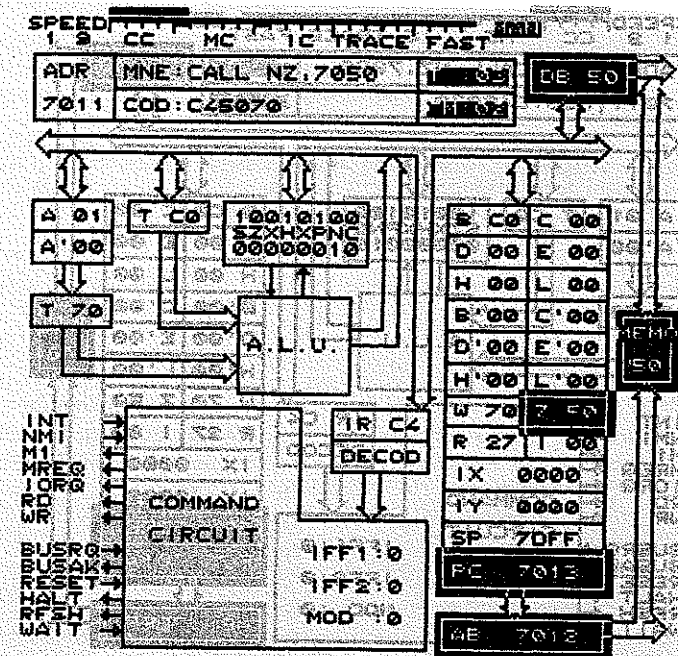 SPEED
1 9 CC MC IC TRACE FAST
ADR MNE:CALL NZ,7050
7011 COD:C45070
DB 50
A 01
A'00
T C0
10010100
SZXHXPNC
00000010
T 70
A.L.U.
B C0 C 00
D 00 E 00
H 00 L 00
B'00 C'00
D'00 E'00
H'00 L'00
W 70 Z 50
R 27 I 00
IX 0000
IY 0000
SP 7DFF
PC 7013
AB 7012
MEM
50
IR C4
DECOD
INT
NMI
M1
MREQ
IORQ
RD
WR
BUSRQ
BUSAK
RESET
HALT
RFSH
WAIT
COMMAND
CIRCUIT
IFF1:0
IFF2:0
MOD :0